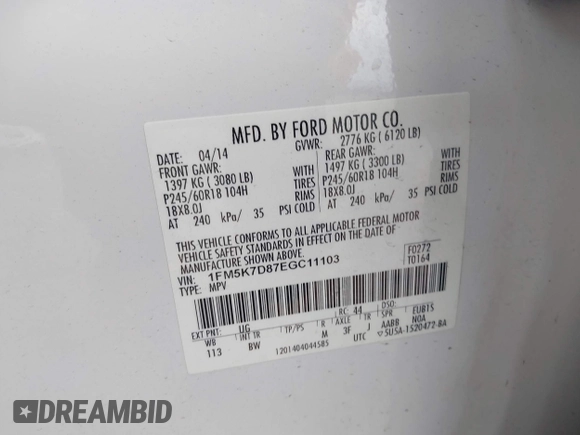 MFD. BY FORD MOTOR CO.
DATE: 04/14 GVWR: 2776 KG ( 6120 LB)
FRONT GAWR: REAR GAWR:
1397 KG ( 3080 LB) WITH 1497 KG ( 3300 LB) WITH
P245/60R18 104H TIRES P245/60R18 104H TIRES
18X8.0J RIMS 18X8.0J RIMS
AT 240 kPa/ 35 PSI COLD AT 240 kPa/ 35 PSI COLD
THIS VEHICLE CONFORMS TO ALL APPLICABLE FEDERAL MOTOR
VEHICLE SAFETY AND BUMPER STANDARDS IN EFFECT ON THE DATE OF
MANUFACTURE SHOWN ABOVE.
VIN: 1FM5K7D87EGC11103 F0272
TYPE: MPV T0164
EXT PNT: UG RC: 44 DSO:
WB INT TR TP/PS R AXLE TR SPR EU815
113 BW M 3F J AABB N0A
1201404044585 UTC ▽5U5A-1520472-BA
DREAMBID